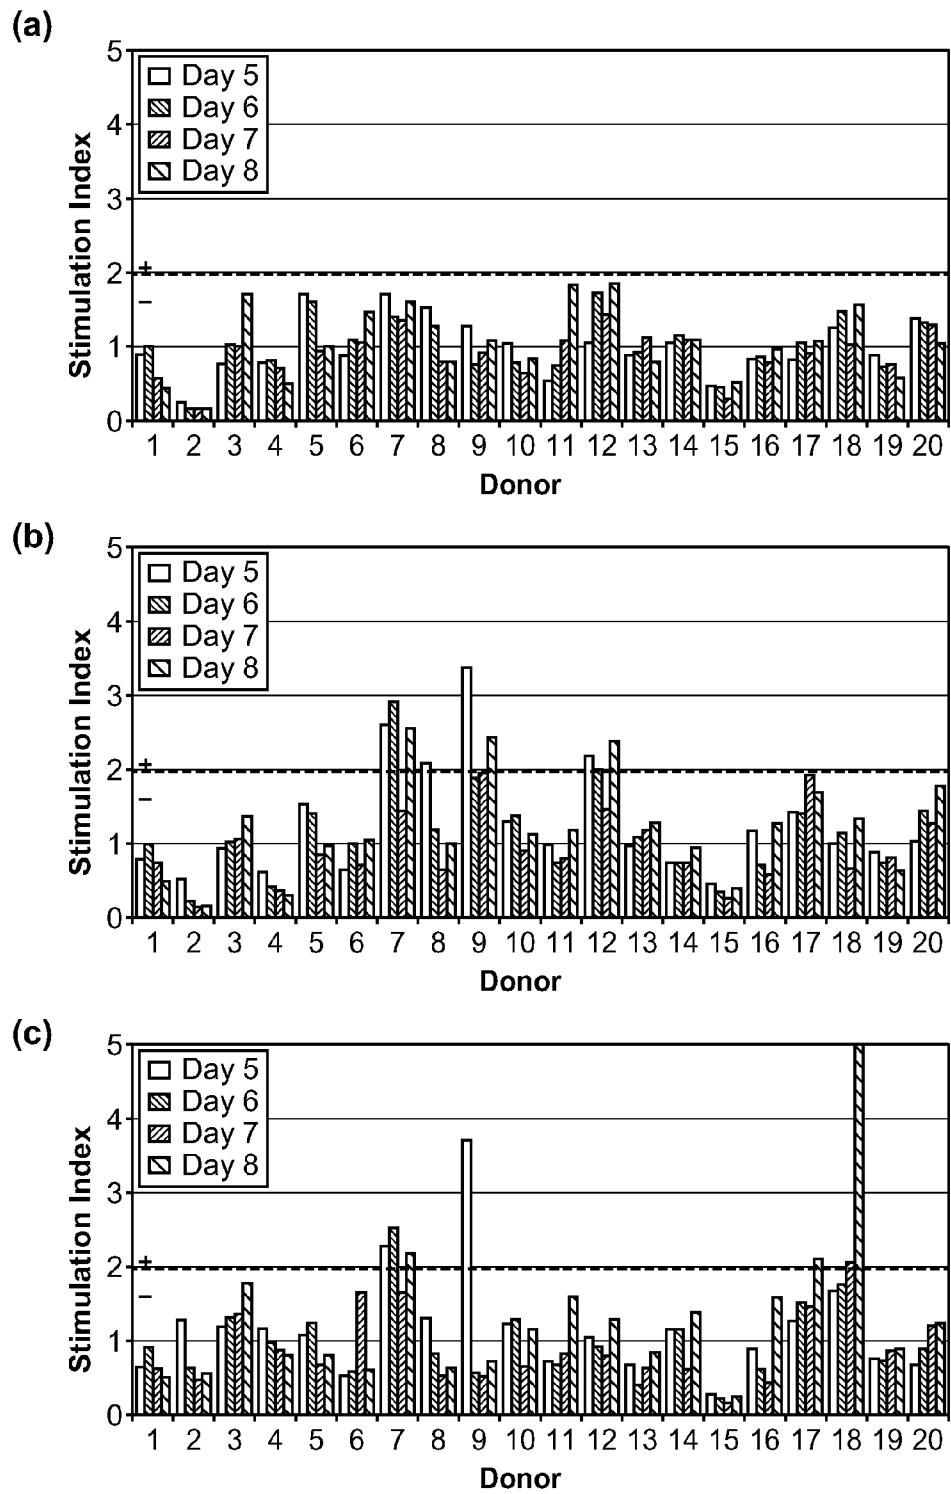 (a)
5
4
3
2
1
0
Stimulation Index
+
−
Day 5
Day 6
Day 7
Day 8
1 2 3 4 5 6 7 8 9 10 11 12 13 14 15 16 17 18 19 20
Donor
(b)
5
4
3
2
1
0
Stimulation Index
+
−
Day 5
Day 6
Day 7
Day 8
1 2 3 4 5 6 7 8 9 10 11 12 13 14 15 16 17 18 19 20
Donor
(c)
5
4
3
2
1
0
Stimulation Index
+
−
Day 5
Day 6
Day 7
Day 8
1 2 3 4 5 6 7 8 9 10 11 12 13 14 15 16 17 18 19 20
Donor